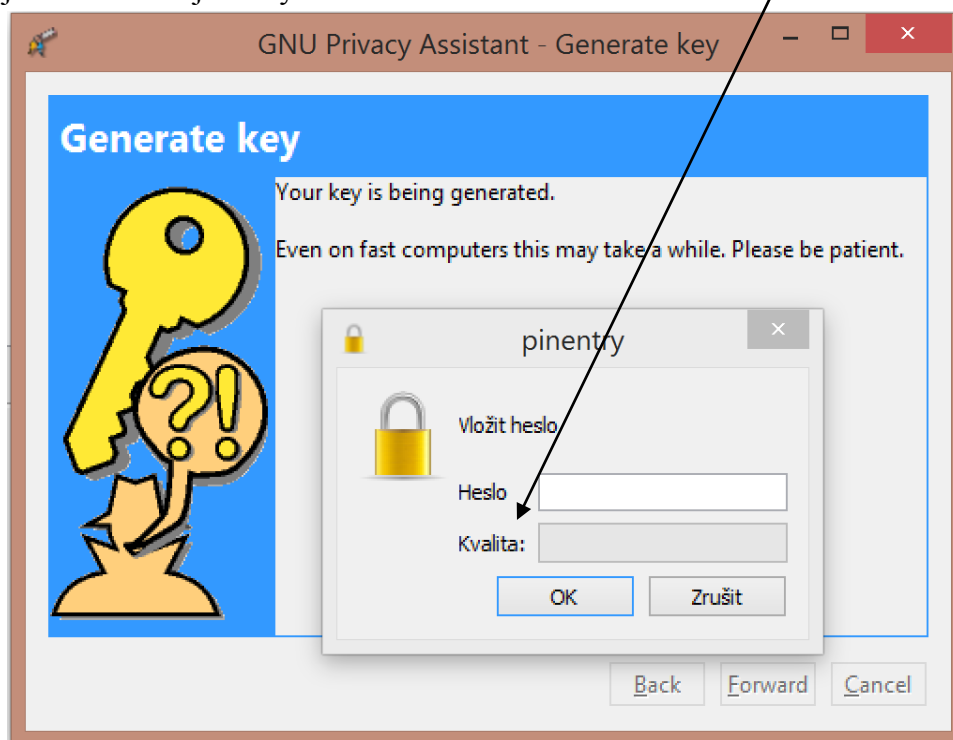 GNU Privacy Assistant - Generate key
Generate key
Your key is being generated.
Even on fast computers this may take a while. Please be patient.
pinentry
Vložit heslo
Heslo
Kvalita:
OK
Zrušit
Back
Forward
Cancel